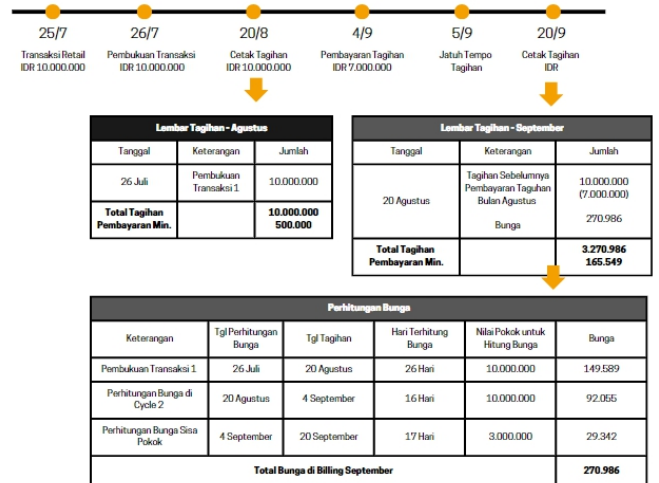 25/7 26/7 20/8 4/9 5/9 20/9
Transaksi Retail Pembukuan Transaksi Cetak Tagihan Pembayaran Tagihan Jatuh Tempo Cetak Tagihan
IDR 10.000.000 IDR 10.000.000 IDR 10.000.000 IDR 7.000.000 Tagihan IDR
Lembar Tagihan - Agustus
Tanggal Keterangan Jumlah
26 Juli Pembukuan Transaksi 1 10.000.000
Total Tagihan 10.000.000
Pembayaran Min. 500.000
Lembar Tagihan - September
Tanggal Keterangan Jumlah
20 Agustus
Tagihan Sebelumnya 10.000.000
Pembayaran Taguhan (7.000.000)
Bulan Agustus
Bunga 270.986
Total Tagihan 3.270.986
Pembayaran Min. 165.549
Perhitungan Bunga
Keterangan Tgl Perhitungan Bunga Tgl Tagihan Hari Terhitung Bunga Nilai Pokok untuk Hitung Bunga Bunga
Pembukuan Transaksi 1 26 Juli 20 Agustus 26 Hari 10.000.000 149.589
Perhitungan Bunga di Cycle 2 20 Agustus 4 September 16 Hari 10.000.000 92.055
Perhitungan Bunga Sisa Pokok 4 September 20 September 17 Hari 3.000.000 29.342
Total Bunga di Billing September 270.986